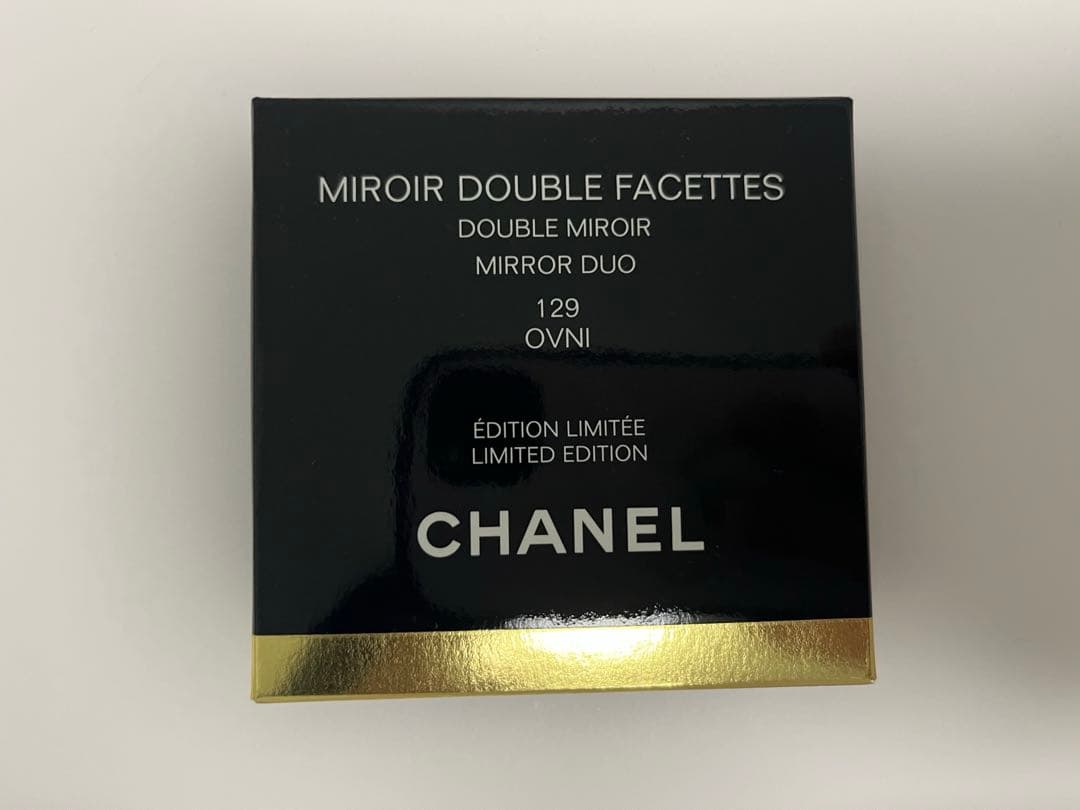 MIROIR DOUBLE FACETTES
DOUBLE MIROIR
MIRROR DUO
129
OVNI
ÉDITION LIMITÉE
LIMITED EDITION
CHANEL